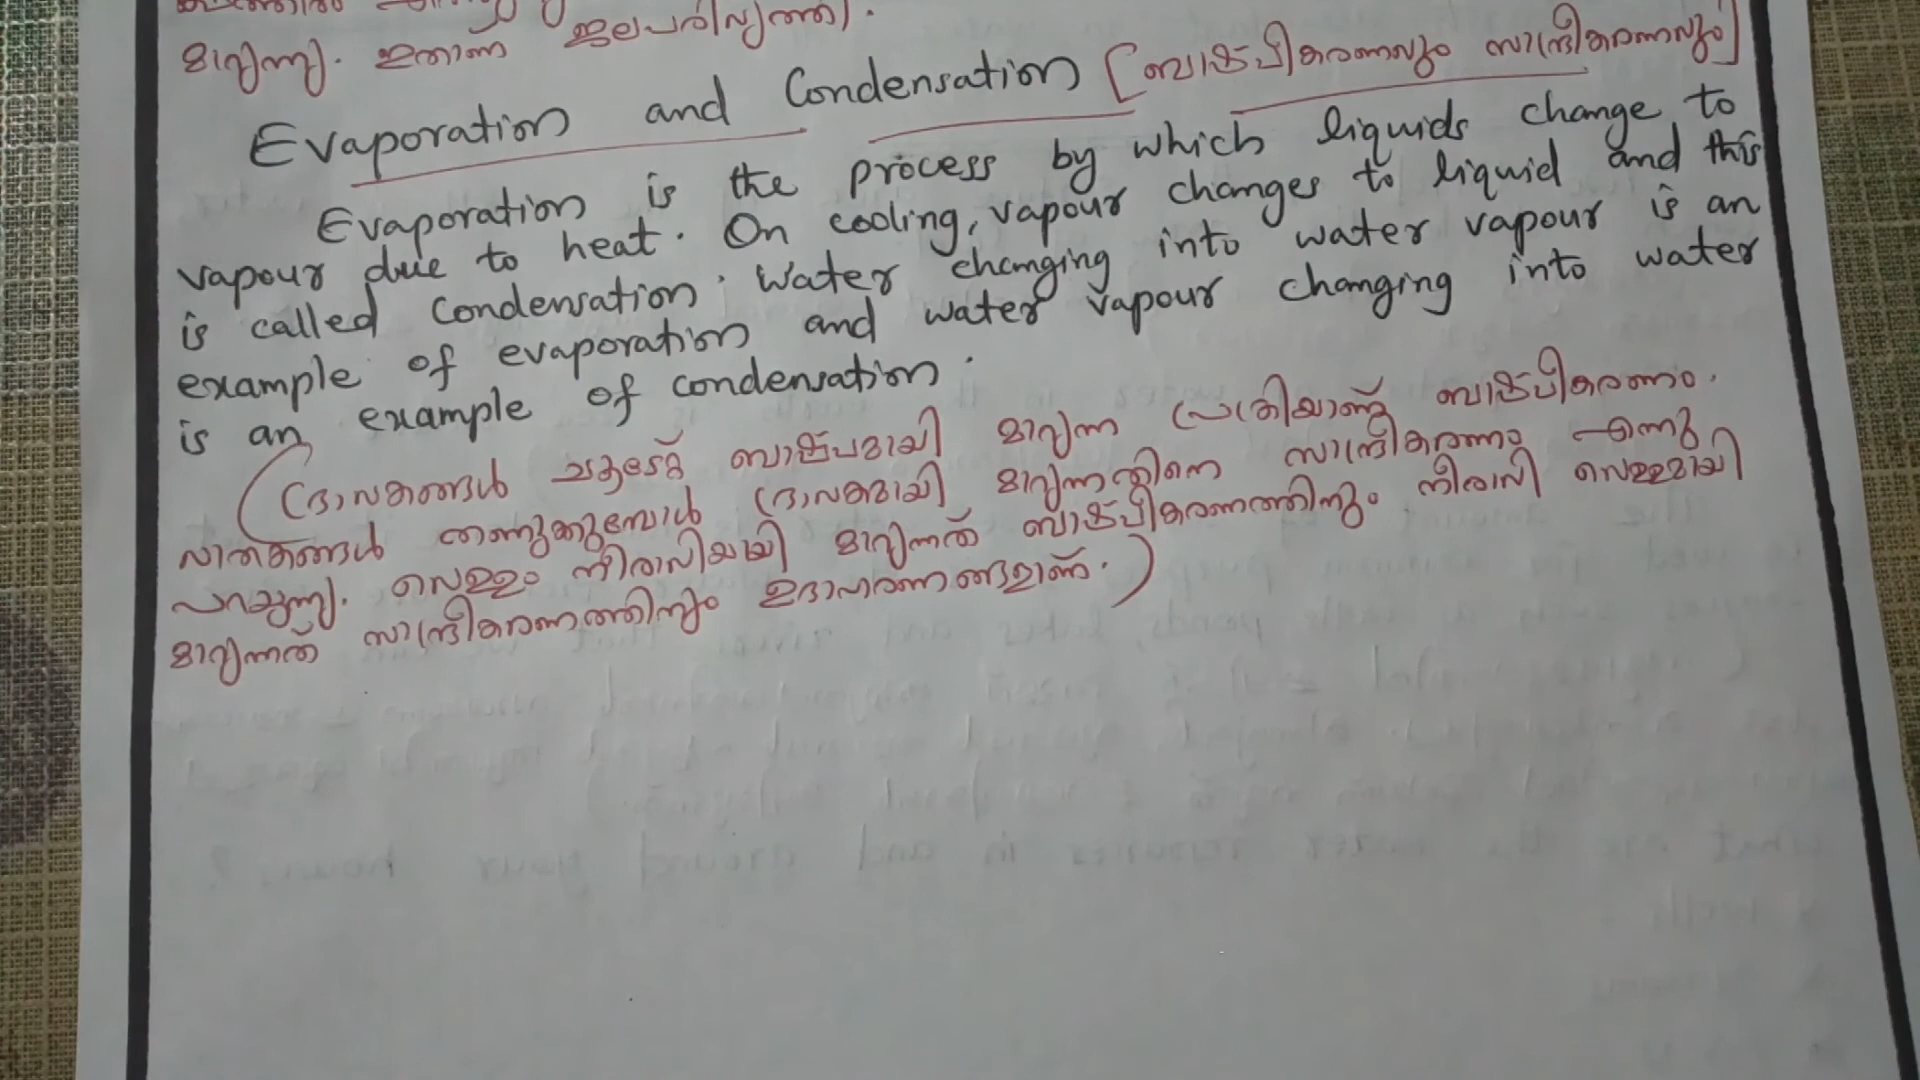 മാറുന്നു. ഇതാണ് ജലപരിവൃത്തി.
Evaporation and Condensation [ബാഷ്പീകരണവും സാന്ദ്രീകരണവും]
Evaporation is the process by which liquids change to
vapour due to heat. On cooling, vapour changes to liquid and this
is called condensation. Water changing into water vapour is an
example of evaporation and water vapour changing into water
is an example of condensation.
(ദ്രാവകങ്ങൾ ചൂടേറ്റ് ബാഷ്പമായി മാറുന്ന പ്രക്രിയാണ് ബാഷ്പീകരണം.
വാതകങ്ങൾ തണുക്കുമ്പോൾ ദ്രാവകമായി മാറുന്നതിനെ സാന്ദ്രീകരണം എന്നു
പറയുന്നു. വെള്ളം നീരാവിയായി മാറുന്നത് ബാഷ്പീകരണത്തിനും നീരാവി വെള്ളമായി
മാറുന്നത് സാന്ദ്രീകരണത്തിനും ഉദാഹരണങ്ങളാണ്.)